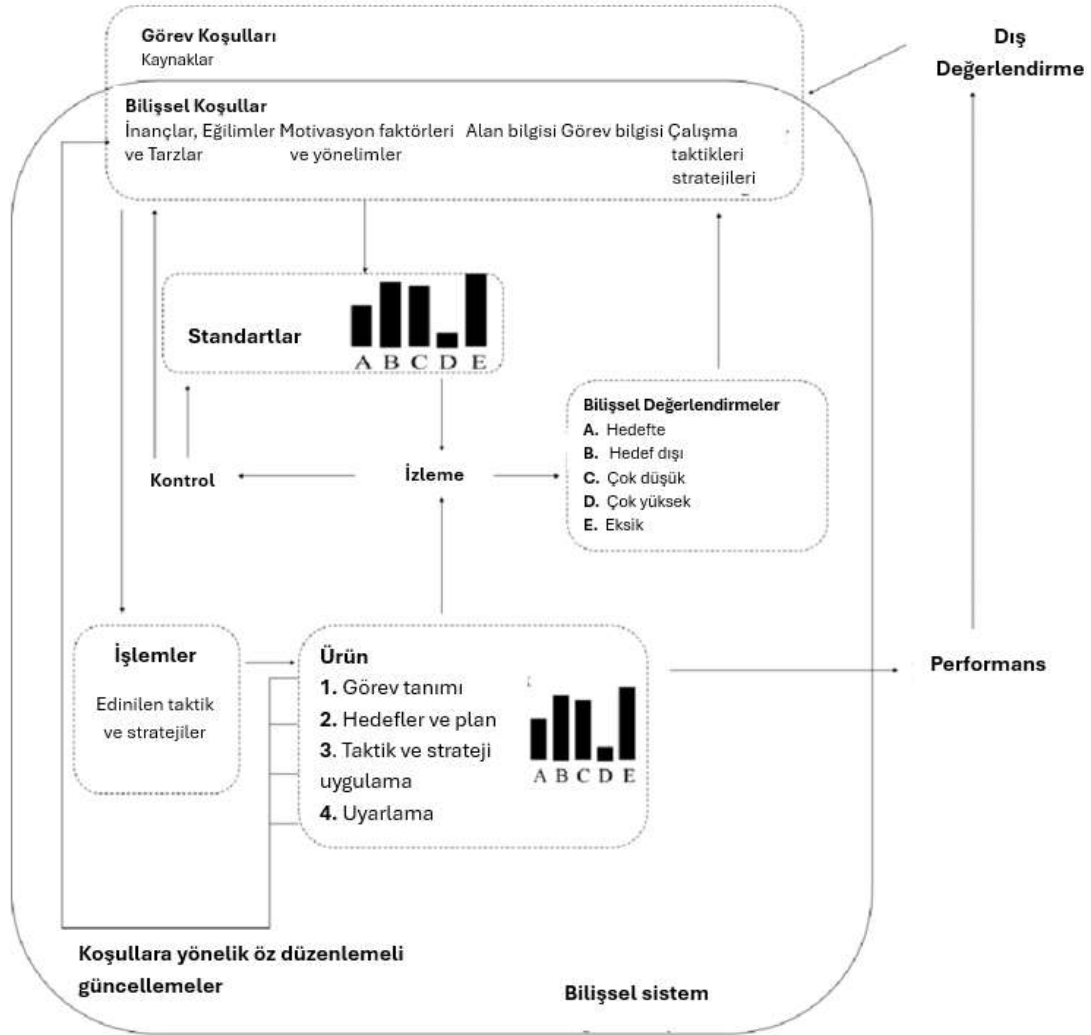 Görev Koşulları
Kaynaklar
Dış
Değerlendirme
Bilişsel Koşullar
İnançlar, Eğilimler Motivasyon faktörleri Alan bilgisi Görev bilgisi Çalışma
ve Tarzlar ve yönelimler taktikleri
stratejileri
Standartlar
A B C D E
Bilişsel Değerlendirmeler
A. Hedefte
B. Hedef dışı
C. Çok düşük
D. Çok yüksek
E. Eksik
Kontrol
İzleme
İşlemler
Edinilen taktik
ve stratejiler
Ürün
1. Görev tanımı
2. Hedefler ve plan
3. Taktik ve strateji
uygulama
4. Uyarlama
A B C D E
Performans
Koşullara yönelik öz düzenlemeli
güncellemeler
Bilişsel sistem